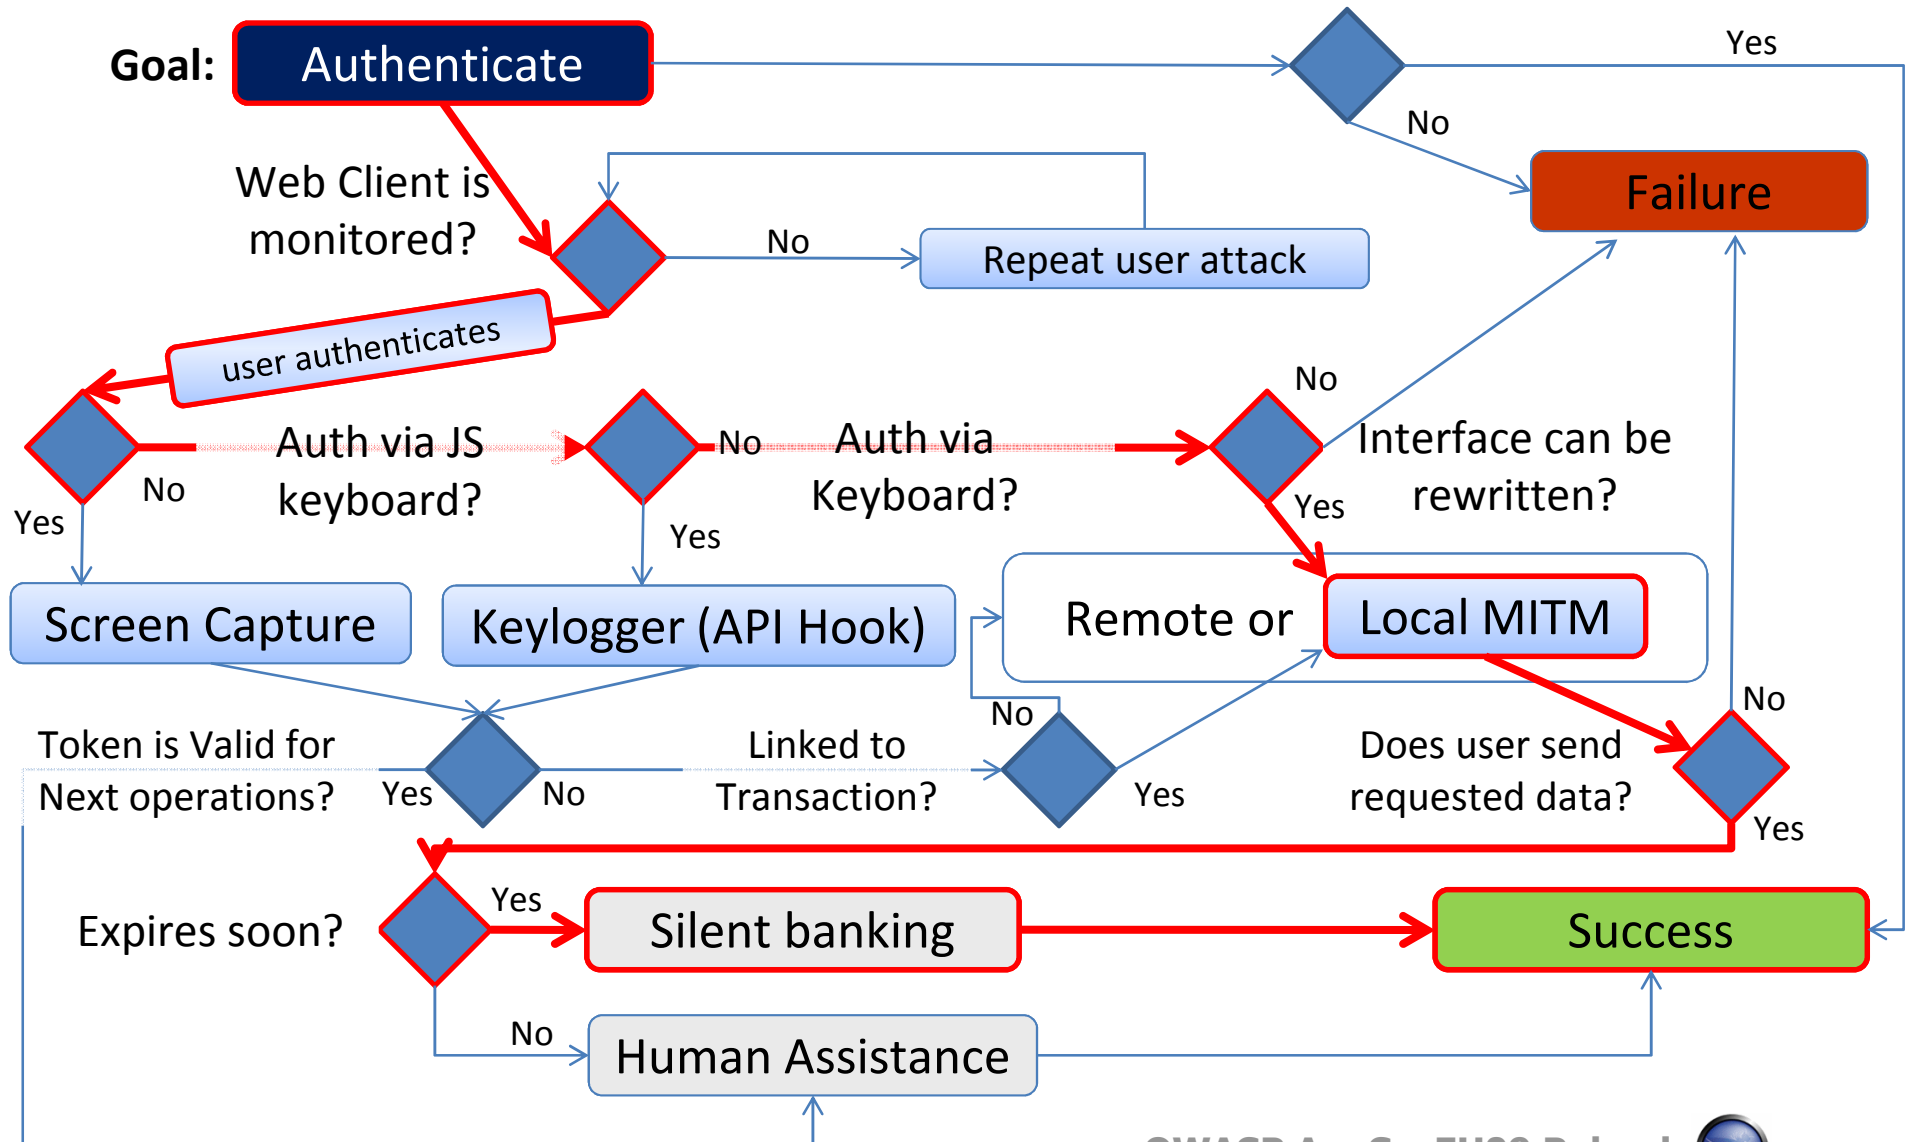 Goal:
Authenticate
Yes
No
Failure
Web Client is
monitored?
No
Repeat user attack
user authenticates
No
Auth via JS
keyboard?
No
Yes
No
Auth via
Keyboard?
Yes
Interface can be
rewritten?
Yes
Screen Capture
Keylogger (API Hook)
Remote or
Local MITM
No
No
Token is Valid for
Next operations?
Yes
No
Linked to
Transaction?
Yes
Does user send
requested data?
Yes
Expires soon?
Yes
Silent banking
Success
No
Human Assistance